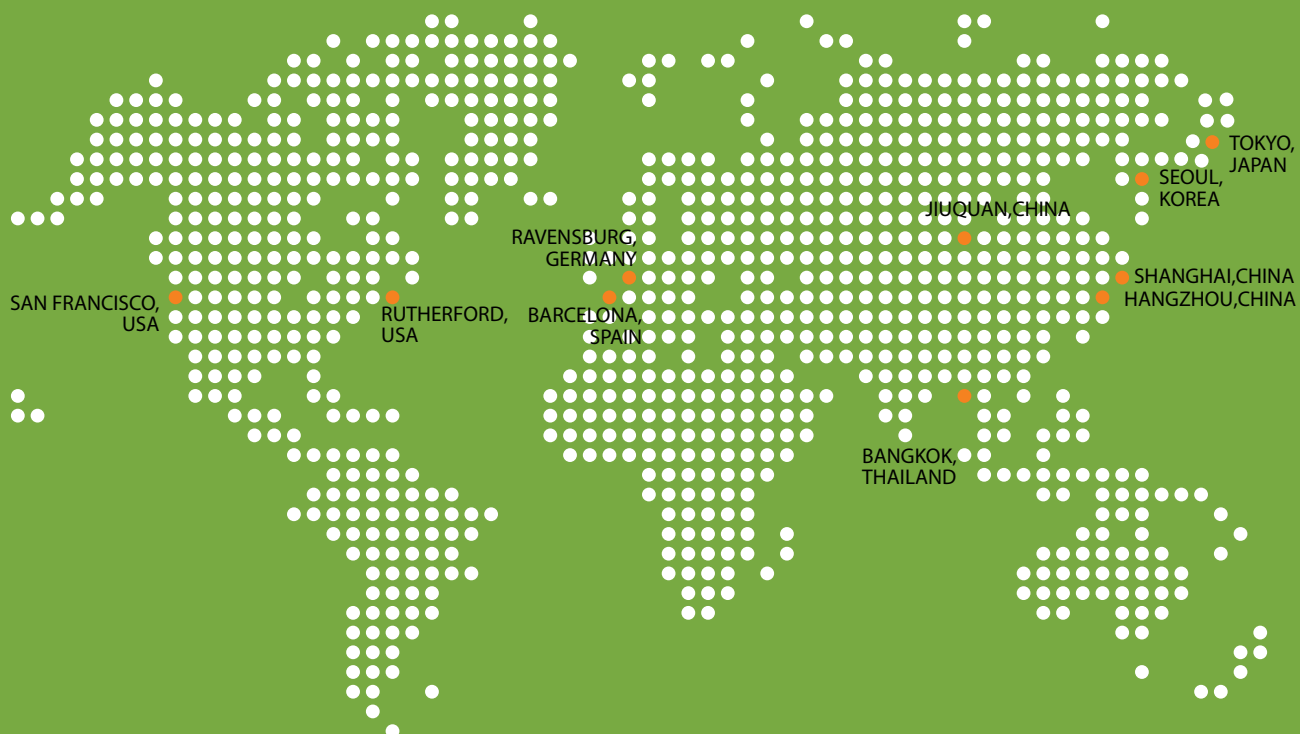 TOKYO,
JAPAN
SEOUL,
KOREA
JIUQUAN,CHINA
RAVENSBURG,
GERMANY
SHANGHAI,CHINA
HANGZHOU,CHINA
SAN FRANCISCO,
USA
RUTHERFORD,
USA
BARCELONA,
SPAIN
BANGKOK,
THAILAND